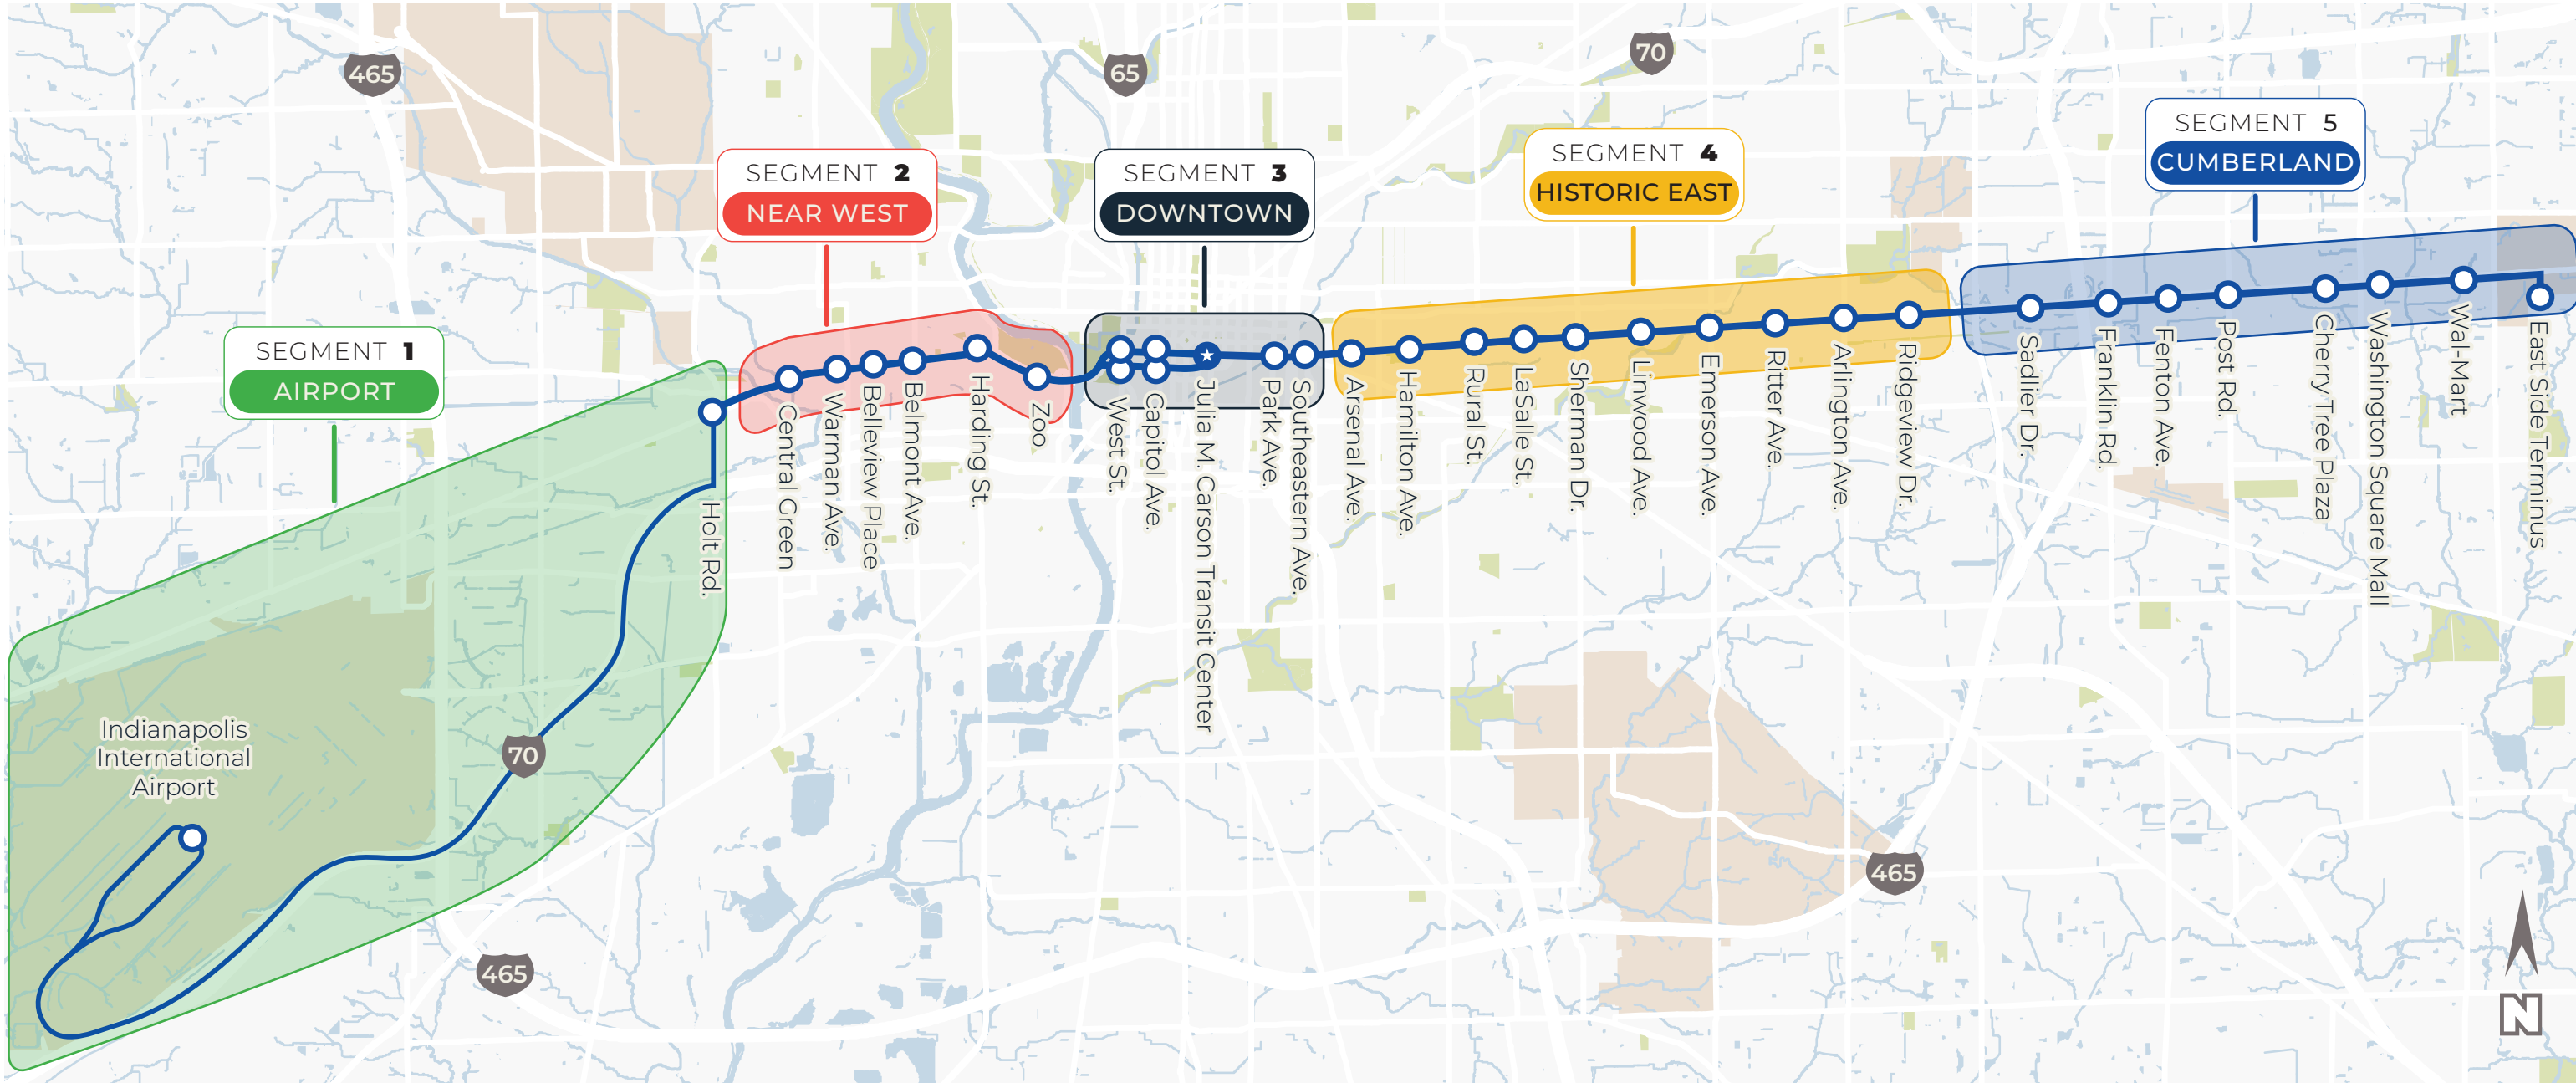 465
65
70
SEGMENT 1
AIRPORT
SEGMENT 2
NEAR WEST
SEGMENT 3
DOWNTOWN
SEGMENT 4
HISTORIC EAST
SEGMENT 5
CUMBERLAND
Indianapolis
International
Airport
Holt Rd.
Central Green
Warman Ave.
Belleview Place
Belmont Ave.
Harding St.
Zoo
West St.
Capitol Ave.
Julia M. Carson Transit Center
Park Ave.
Southeastern Ave.
Arsenal Ave.
Hamilton Ave.
Rural St.
LaSalle St.
Sherman Dr.
Linwood Ave.
Emerson Ave.
Ritter Ave.
Arlington Ave.
Ridgeview Dr.
Sadlier Dr.
Franklin Rd.
Fenton Ave.
Post Rd.
Cherry Tree Plaza
Washington Square Mall
Wal-Mart
East Side Terminus
70
465
465
N